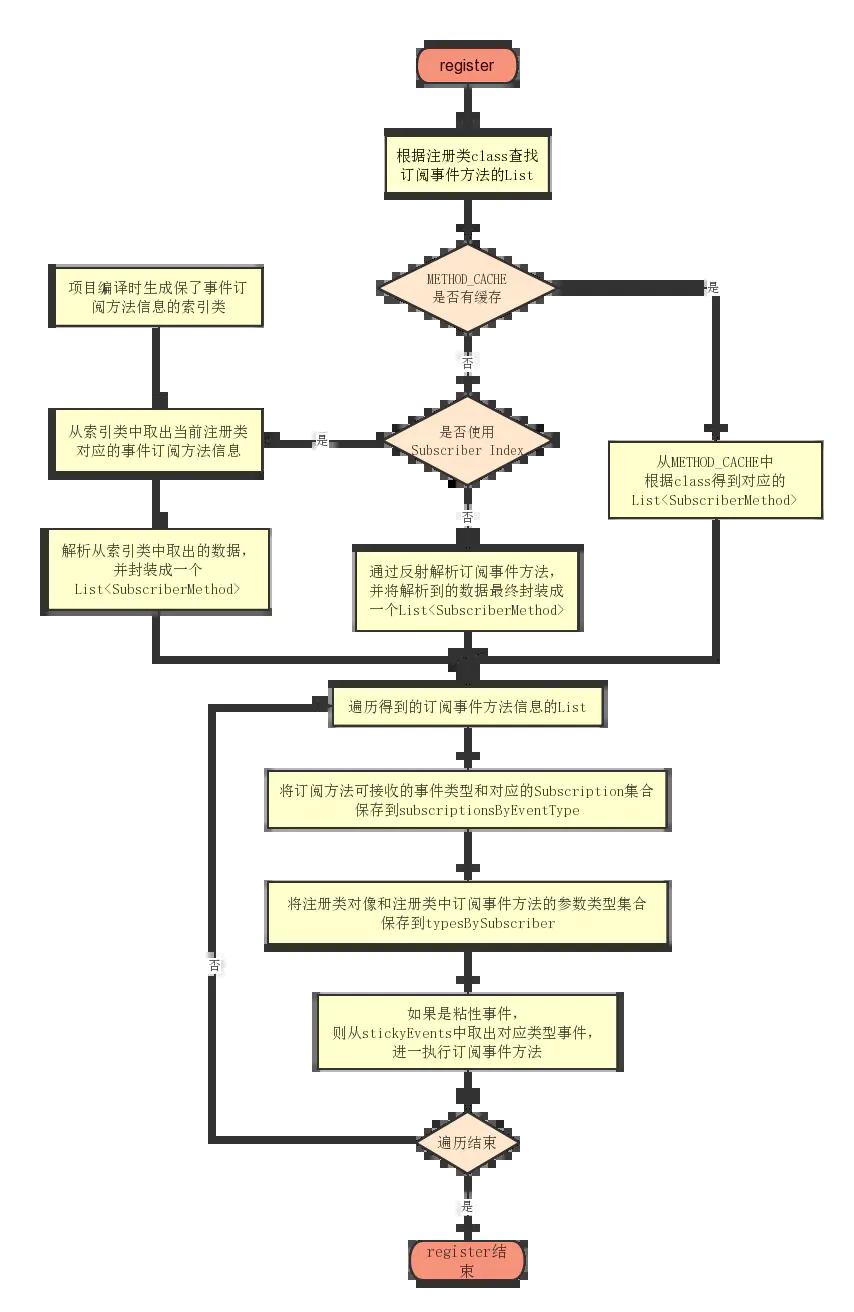 register
根据注册类class查找
订阅事件方法的List
METHOD_CACHE
是否有缓存
是
否
项目编译时生成保了事件订
阅方法信息的索引类
是否使用
Subscriber Index
是
否
从索引类中取出当前注册类
对应的事件订阅方法信息
从METHOD_CACHE中
根据class得到对应的
List<SubscriberMethod>
解析从索引类中取出的数据,
并封装成一个
List<SubscriberMethod>
通过反射解析订阅事件方法,
并将解析到的数据最终封装成
一个List<SubscriberMethod>
遍历得到的订阅事件方法信息的List
将订阅方法可接收的事件类型和对应的Subscription集合
保存到subscriptionsByEventType
将注册类对像和注册类中订阅事件方法的参数类型集合
保存到typesBySubscriber
如果是粘性事件,
则从stickyEvents中取出对应类型事件,
进一执行订阅事件方法
遍历结束
否
是
register结
束